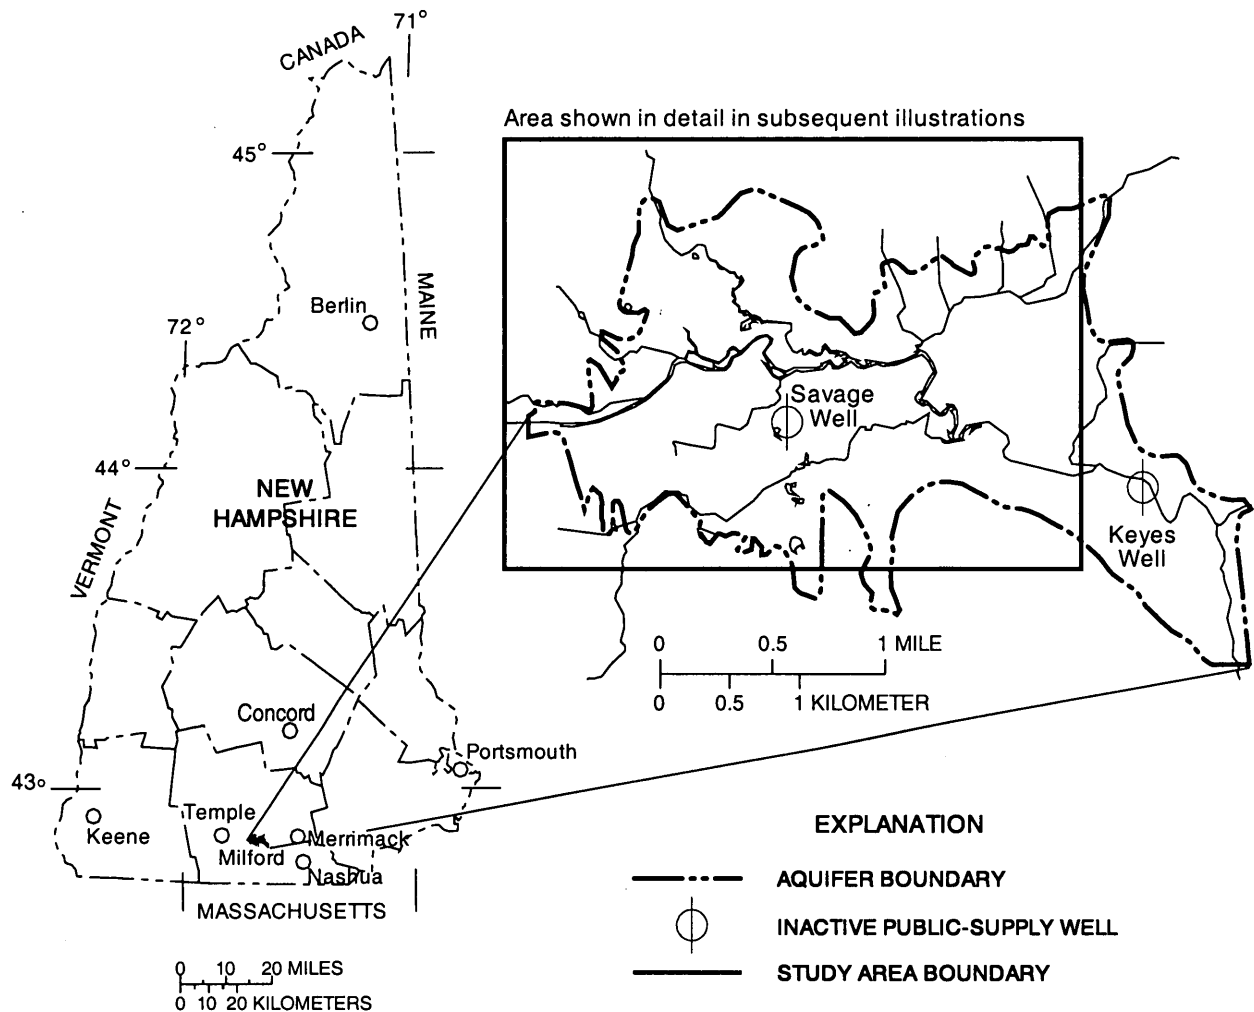 71°
CANADA
Area shown in detail in subsequent illustrations
45°
MAINE
Berlin
72°
Savage
Well
44°
NEW
HAMPSHIRE
VERMONT
Keyes
Well
0 0.5 1 MILE
0 0.5 1 KILOMETER
Concord
Portsmouth
43°
Temple
Keene
Milford
Merrimack
Nashua
MASSACHUSETTS
0 10 20 MILES
0 10 20 KILOMETERS
EXPLANATION
AQUIFER BOUNDARY
INACTIVE PUBLIC-SUPPLY WELL
STUDY AREA BOUNDARY